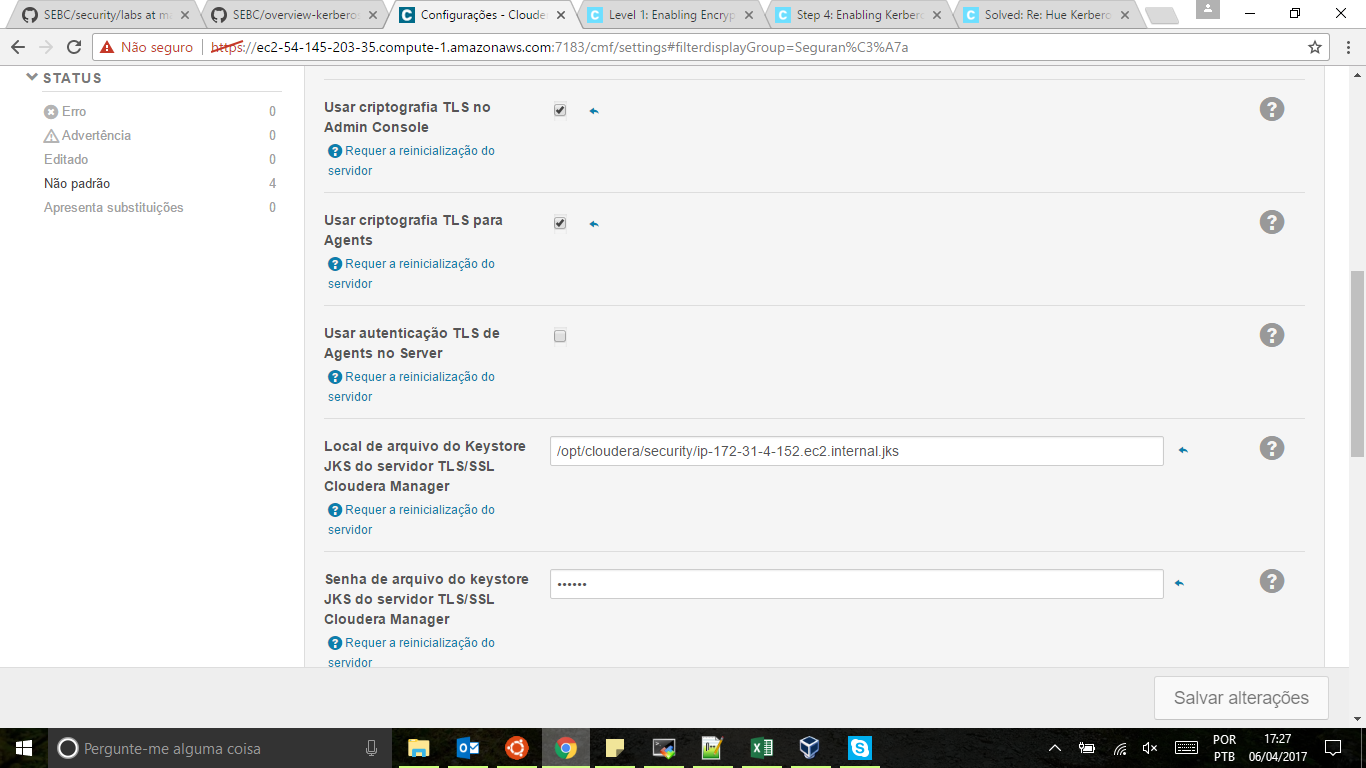 SEBC/security/labs at ma
SEBC/overview-kerberos
Configurações - Cloude
Level 1: Enabling Encryp
Step 4: Enabling Kerbero
Solved: Re: Hue Kerbero
Não seguro
https://ec2-54-145-203-35.compute-1.amazonaws.com:7183/cmf/settings#filterdisplayGroup=Seguran%C3%A7a
STATUS
Erro 0
Advertência 0
Editado 0
Não padrão 4
Apresenta substituições 0
Usar criptografia TLS no
Admin Console
Requer a reinicialização do
servidor
Usar criptografia TLS para
Agents
Requer a reinicialização do
servidor
Usar autenticação TLS de
Agents no Server
Requer a reinicialização do
servidor
Local de arquivo do Keystore
JKS do servidor TLS/SSL
Cloudera Manager
/opt/cloudera/security/ip-172-31-4-152.ec2.internal.jks
Requer a reinicialização do
servidor
Senha de arquivo do keystore
JKS do servidor TLS/SSL
Cloudera Manager
••••••
Requer a reinicialização do
servidor
Salvar alterações
Pergunte-me alguma coisa
POR
PTB
17:27
06/04/2017